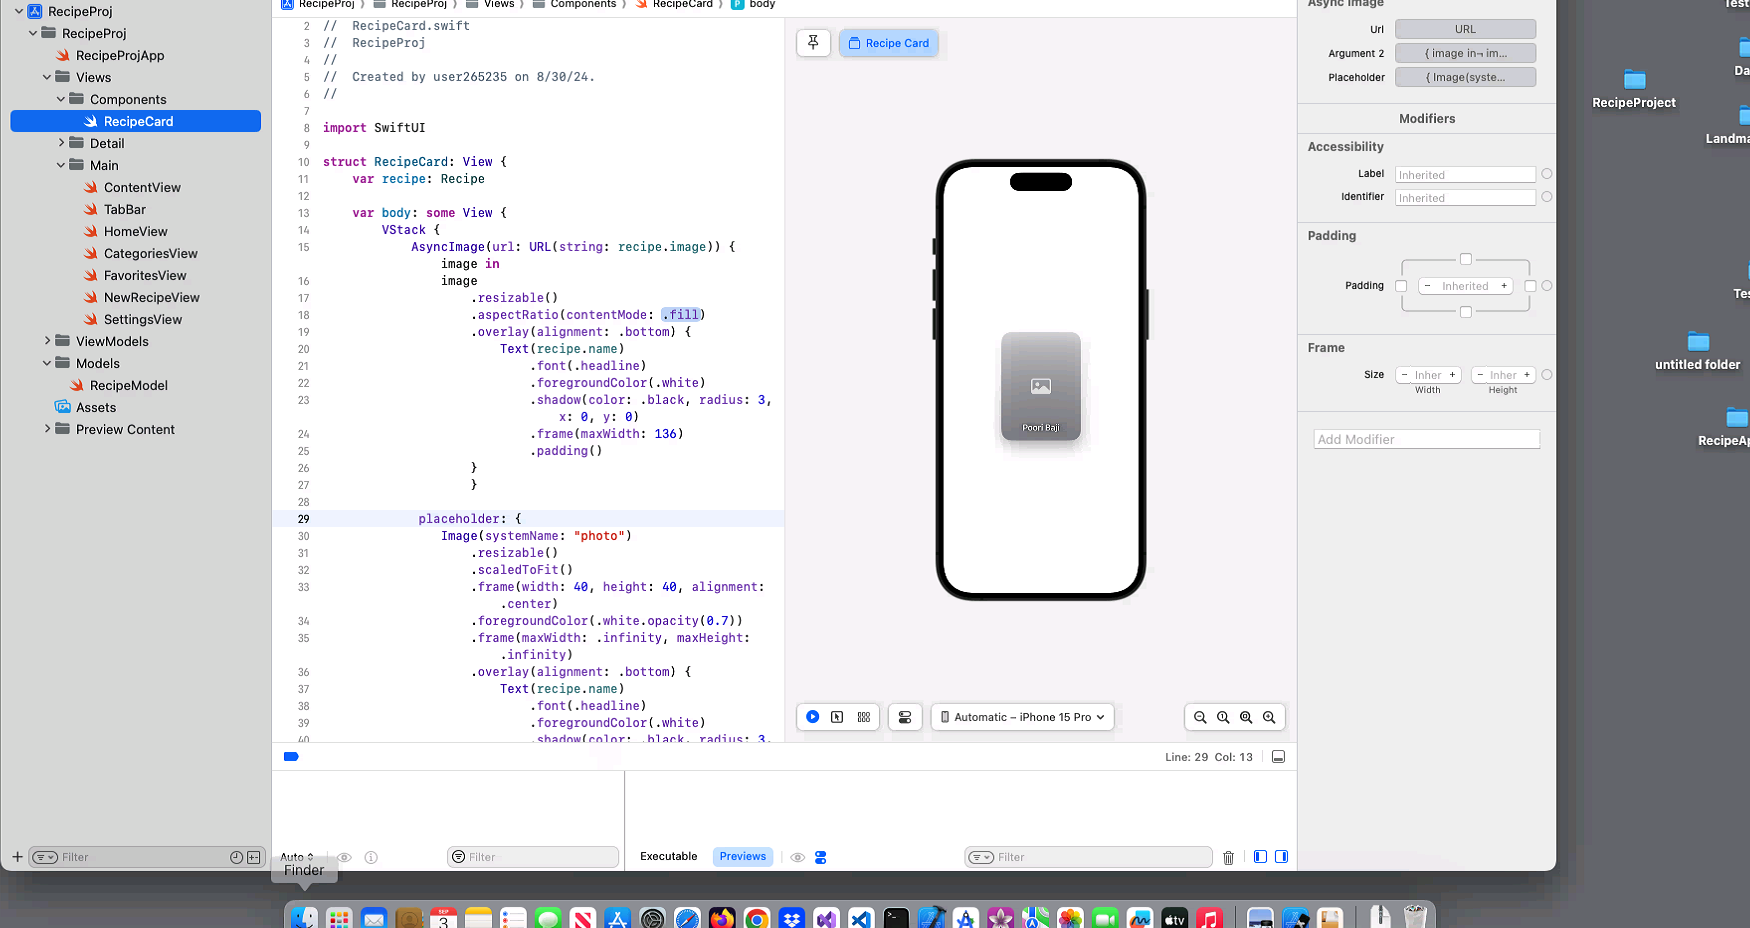 RecipeProj
RecipeProj
RecipeProjApp
Views
Components
RecipeCard
Detail
Main
ContentView
TabBar
HomeView
CategoriesView
FavoritesView
NewRecipeView
SettingsView
ViewModels
Models
RecipeModel
Assets
Preview Content
Filter
RecipeProj
RecipeProj
Views
Components
RecipeCard
body
2 //  RecipeCard.swift
3 //  RecipeProj
4 //
5 //  Created by user265235 on 8/30/24.
6 //
7
8 import SwiftUI
9
10 struct RecipeCard: View {
11 var recipe: Recipe
12
13 var body: some View {
14 VStack {
15 AsyncImage(url: URL(string: recipe.image)) {
image in
16 image
17 .resizable()
18 .aspectRatio(contentMode: .fill)
19 .overlay(alignment: .bottom) {
20 Text(recipe.name)
21 .font(.headline)
22 .foregroundColor(.white)
23 .shadow(color: .black, radius: 3,
x: 0, y: 0)
24 .frame(maxWidth: 136)
25 .padding()
26 }
27 }
28
29 placeholder: {
30 Image(systemName: "photo")
31 .resizable()
32 .scaledToFit()
33 .frame(width: 40, height: 40, alignment:
.center)
34 .foregroundColor(.white.opacity(0.7))
35 .frame(maxWidth: .infinity, maxHeight:
.infinity)
36 .overlay(alignment: .bottom) {
37 Text(recipe.name)
38 .font(.headline)
39 .foregroundColor(.white)
40 .shadow(color: .black, radius: 3,
Recipe Card
Poori Baji
Automatic – iPhone 15 Pro
Line: 29 Col: 13
Auto
Filter
Executable
Previews
Filter
Async Image
Url
URL
Argument 2
{ image in¬ im...
Placeholder
{ Image(syste...
Modifiers
Accessibility
Label
Inherited
Identifier
Inherited
Padding
Padding
− Inherited +
Frame
Size
− Inher +
− Inher +
Width
Height
Add Modifier
Finder
SEP
3
RecipeProject
untitled folder
Test
Da
Landma
Tes
RecipeAp
tv